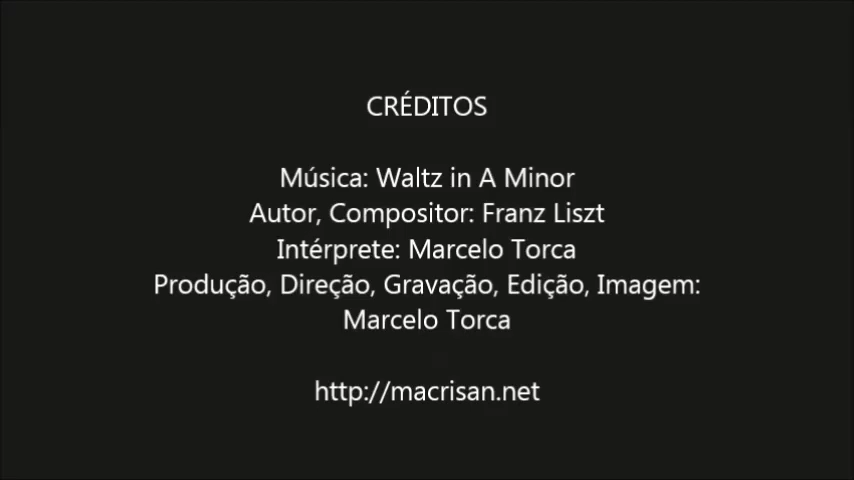 CRÉDITOS
Música: Waltz in A Minor
Autor, Compositor: Franz Liszt
Intérprete: Marcelo Torca
Produção, Direção, Gravação, Edição, Imagem:
Marcelo Torca
http://macrisan.net